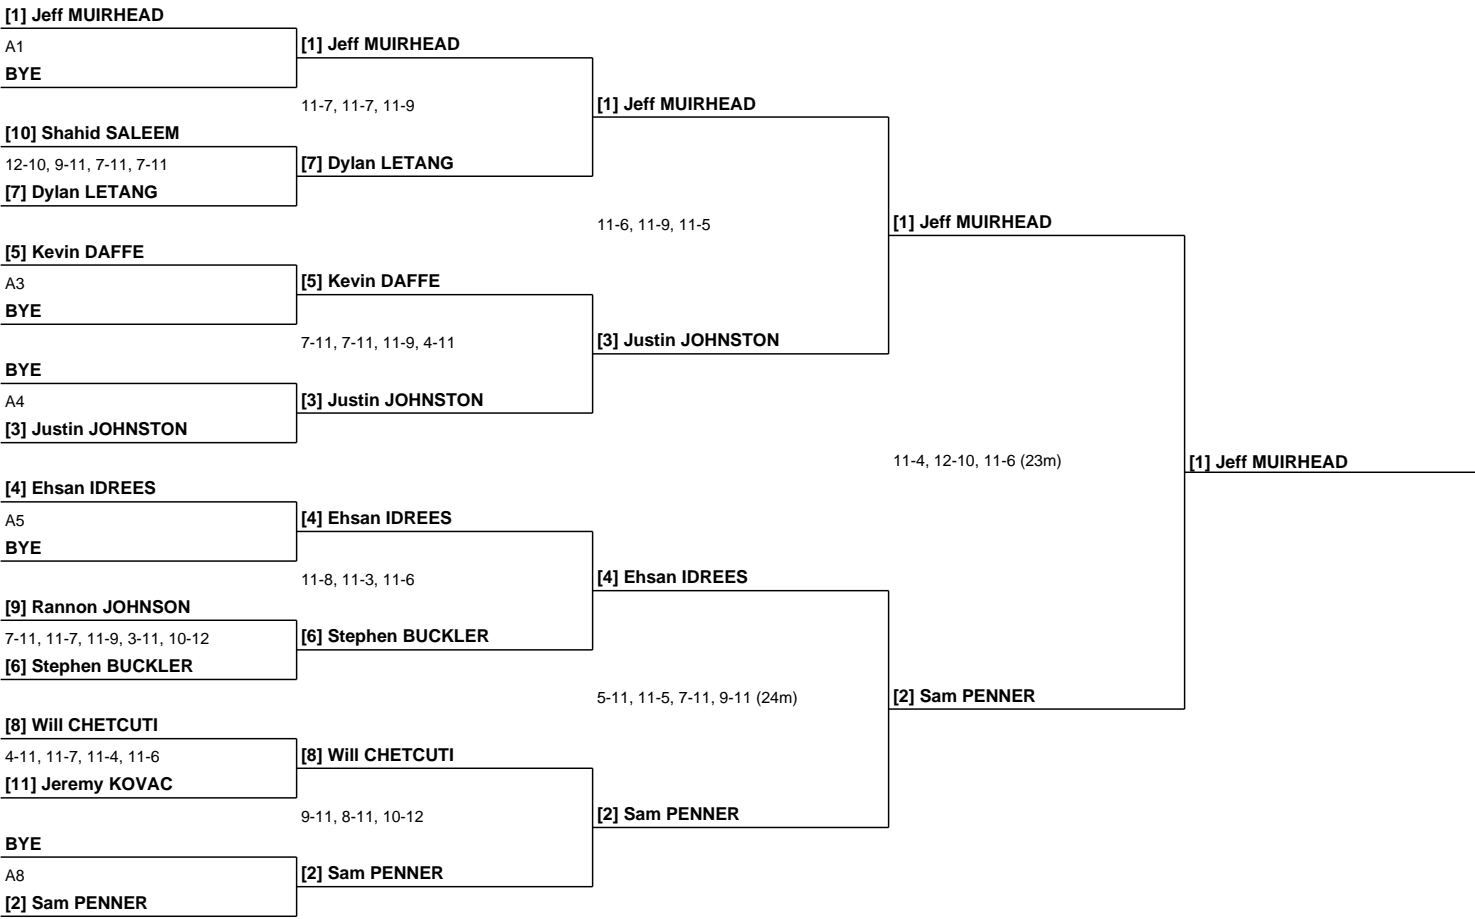 [1] Jeff MUIRHEAD
A1
BYE
[10] Shahid SALEEM
12-10, 9-11, 7-11, 7-11
[7] Dylan LETANG
[5] Kevin DAFFE
A3
BYE
BYE
A4
[3] Justin JOHNSTON
[4] Ehsan IDREES
A5
BYE
[9] Rannon JOHNSON
7-11, 11-7, 11-9, 3-11, 10-12
[6] Stephen BUCKLER
[8] Will CHETCUTI
4-11, 11-7, 11-4, 11-6
[11] Jeremy KOVAC
BYE
A8
[2] Sam PENNER
[1] Jeff MUIRHEAD
11-7, 11-7, 11-9
[7] Dylan LETANG
[5] Kevin DAFFE
7-11, 7-11, 11-9, 4-11
[3] Justin JOHNSTON
[4] Ehsan IDREES
11-8, 11-3, 11-6
[6] Stephen BUCKLER
[8] Will CHETCUTI
9-11, 8-11, 10-12
[2] Sam PENNER
[1] Jeff MUIRHEAD
11-6, 11-9, 11-5
[3] Justin JOHNSTON
[4] Ehsan IDREES
5-11, 11-5, 7-11, 9-11 (24m)
[2] Sam PENNER
[1] Jeff MUIRHEAD
11-4, 12-10, 11-6 (23m)
[2] Sam PENNER
[1] Jeff MUIRHEAD